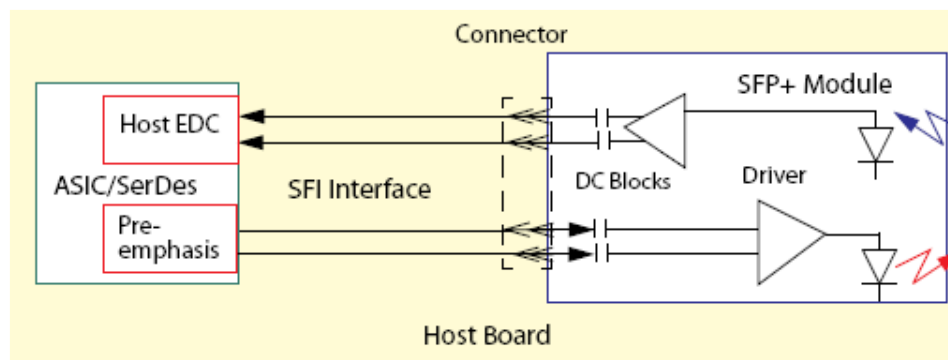 Connector
SFP+ Module
Host EDC
ASIC/SerDes
SFI Interface
DC Blocks
Driver
Pre-
emphasis
Host Board